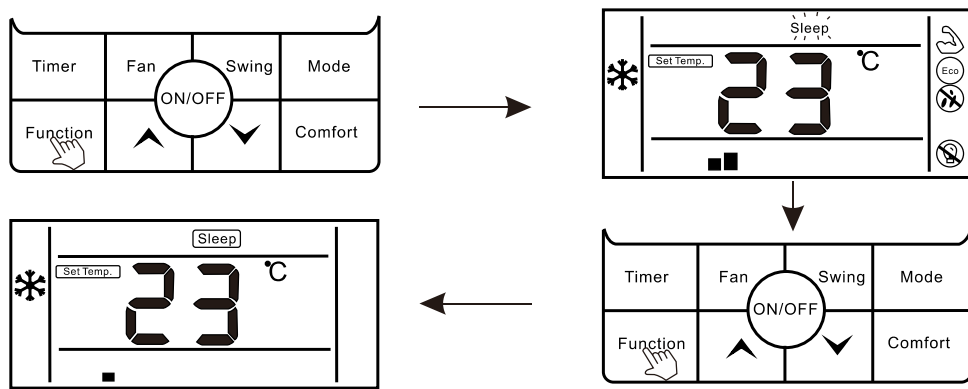 Timer Fan Swing Mode
ON/OFF
Function Comfort
Sleep
Set Temp. 23 °C
Eco
Timer Fan Swing Mode
ON/OFF
Function Comfort
Sleep
Set Temp. 23 °C